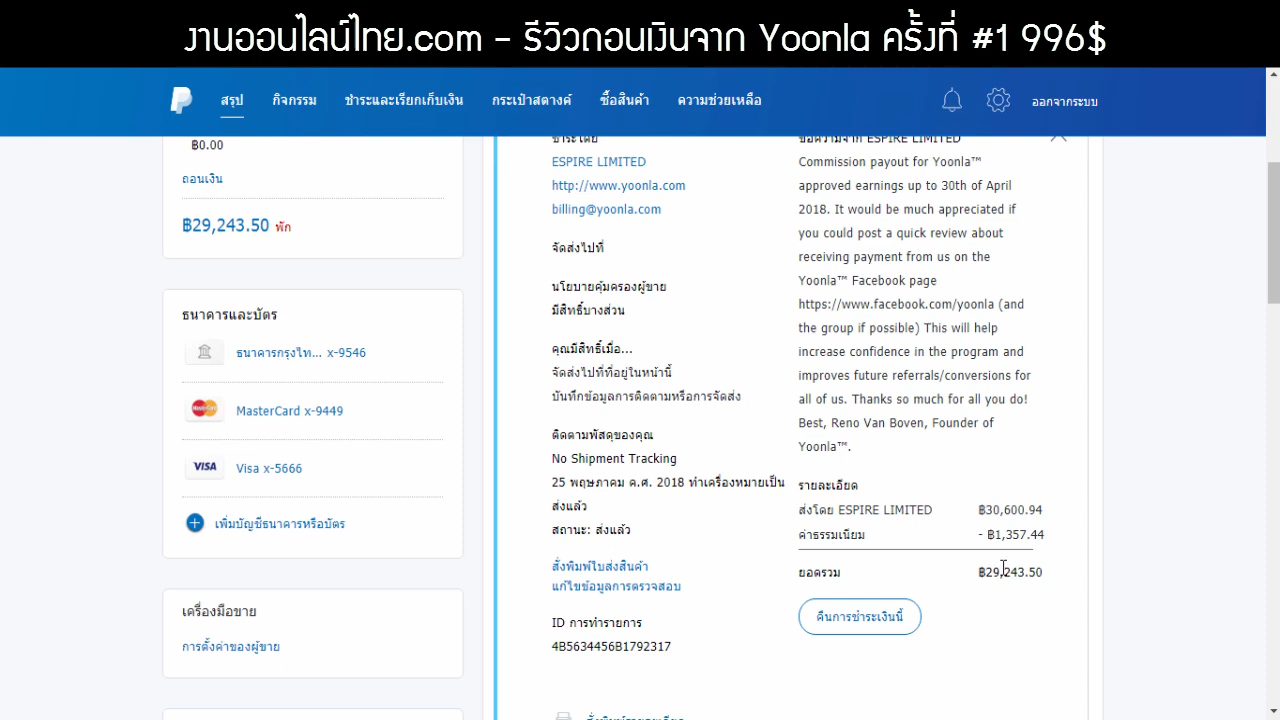 งานออนไลน์ไทย.com - รีวิวถอนเงินจาก Yoonla ครั้งที่ #1 996$
สรุป กิจกรรม ชำระและเรียกเก็บเงิน กระเป๋าสตางค์ ซื้อสินค้า ความช่วยเหลือ ออกจากระบบ
฿0.00
ถอนเงิน
฿29,243.50 พัก
ธนาคารและบัตร
ธนาคารกรุงไท... x-9546
MasterCard x-9449
VISA Visa x-5666
เพิ่มบัญชีธนาคารหรือบัตร
เครื่องมือขาย
การตั้งค่าของผู้ขาย
ชำระโดย
ESPIRE LIMITED
http://www.yoonla.com
billing@yoonla.com
จัดส่งไปที่
นโยบายคุ้มครองผู้ขาย
มีสิทธิ์บางส่วน
คุณมีสิทธิ์เมื่อ...
จัดส่งไปที่ที่อยู่ในหน้านี้
บันทึกข้อมูลการติดตามหรือการจัดส่ง
ติดตามพัสดุของคุณ
No Shipment Tracking
25 พฤษภาคม ค.ศ. 2018 ทำเครื่องหมายเป็น
ส่งแล้ว
สถานะ: ส่งแล้ว
สั่งพิมพ์ใบส่งสินค้า
แก้ไขข้อมูลการตรวจสอบ
ID การทำรายการ
4B5634456B1792317
สั่งพิมพ์รายละเอียด
ข้อความจาก ESPIRE LIMITED
Commission payout for Yoonla™
approved earnings up to 30th of April
2018. It would be much appreciated if
you could post a quick review about
receiving payment from us on the
Yoonla™ Facebook page
https://www.facebook.com/yoonla (and
the group if possible) This will help
increase confidence in the program and
improves future referrals/conversions for
all of us. Thanks so much for all you do!
Best, Reno Van Boven, Founder of
Yoonla™.
รายละเอียด
ส่งโดย ESPIRE LIMITED ฿30,600.94
ค่าธรรมเนียม - ฿1,357.44
ยอดรวม ฿29,243.50
คืนการชำระเงินนี้